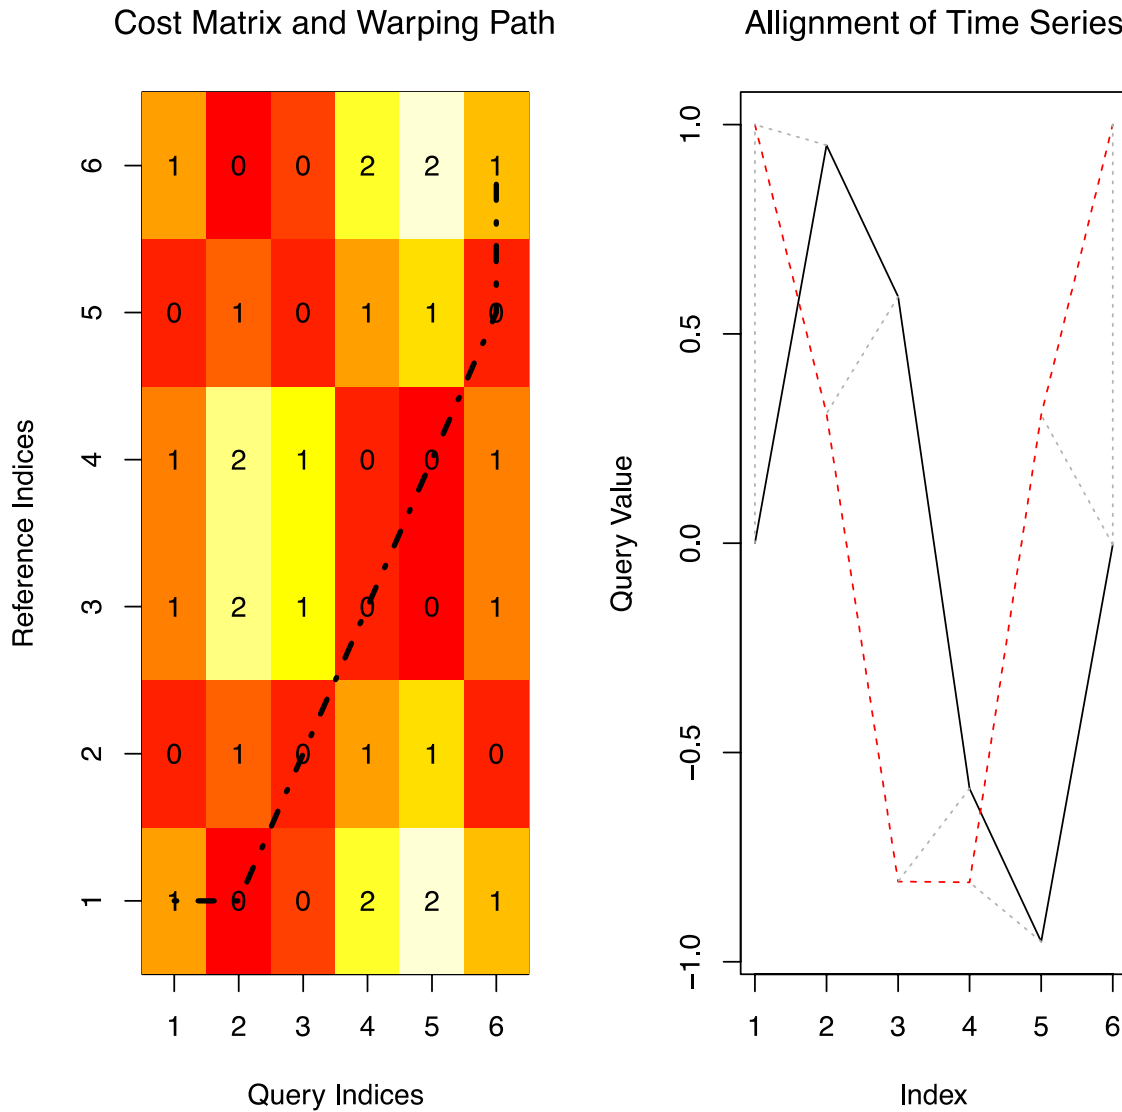 Cost Matrix and Warping Path
Reference Indices
6 1 0 0 2 2 1
5 0 1 0 1 1 0
4 1 2 1 0 0 1
3 1 2 1 0 0 1
2 0 1 0 1 1 0
1 1 0 0 2 2 1
1 2 3 4 5 6
Query Indices
Allignment of Time Series
Query Value
1.0
0.5
0.0
−0.5
−1.0
1 2 3 4 5 6
Index